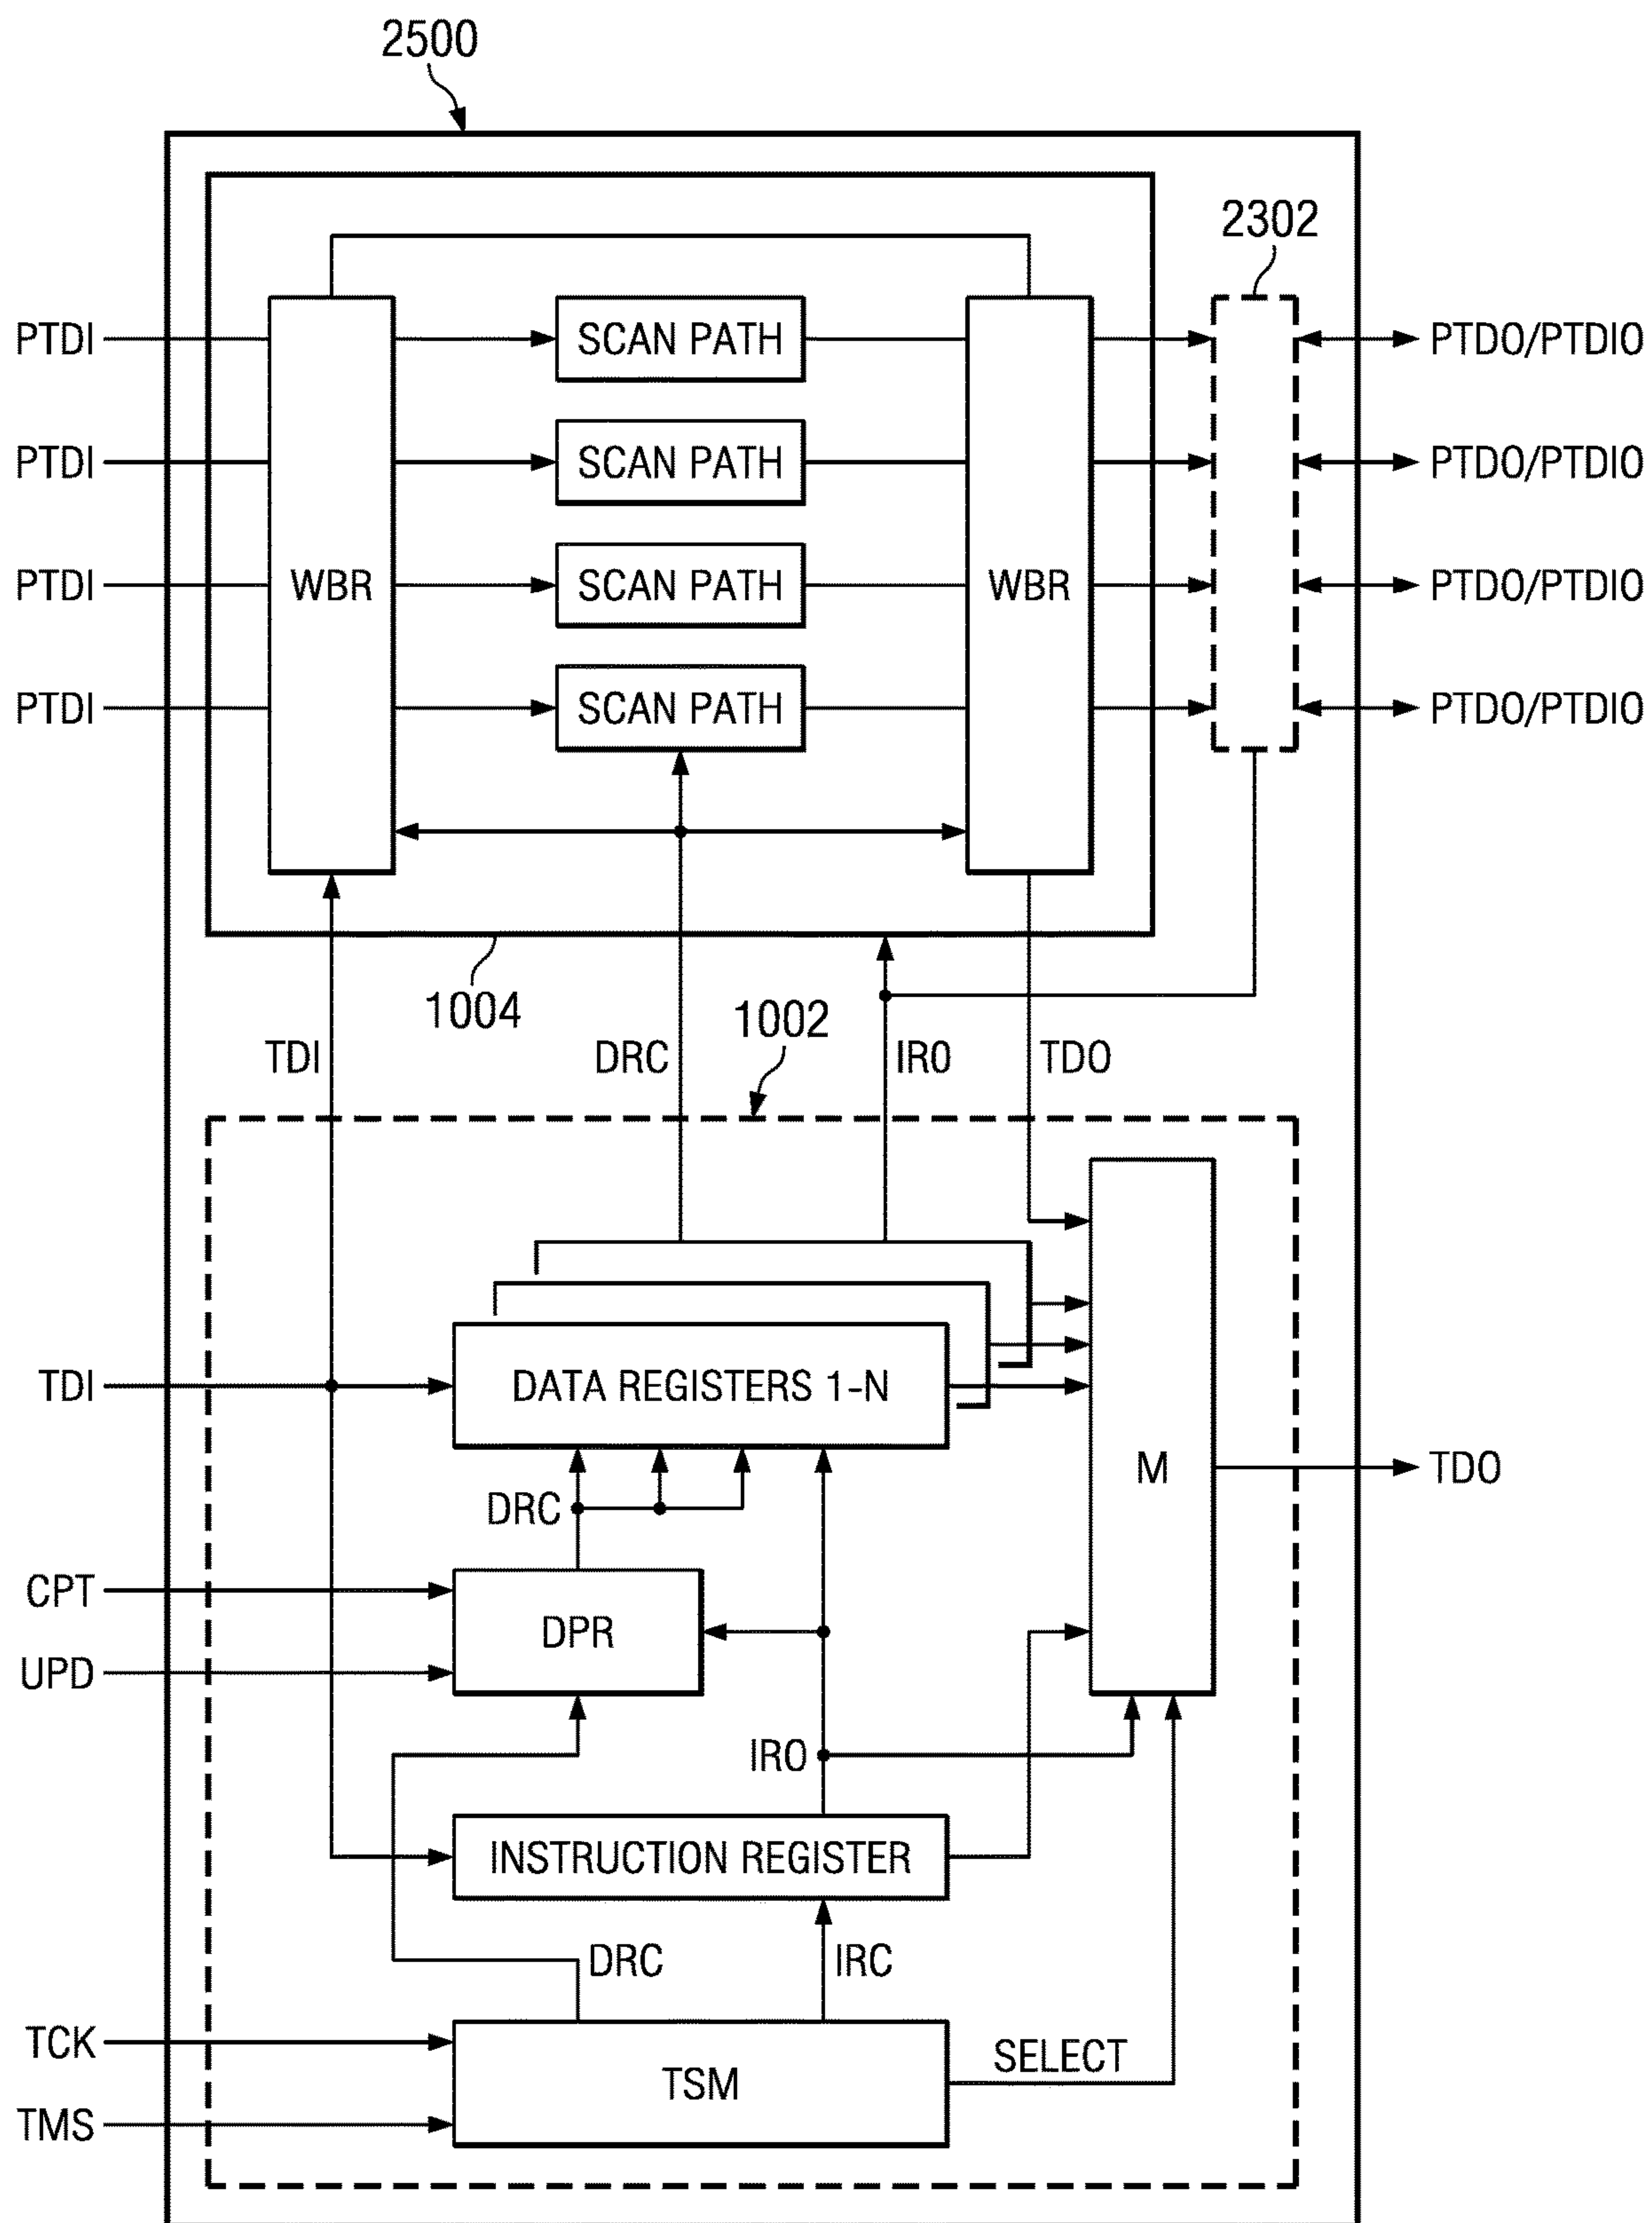 2500
2302
PTDI
SCAN PATH
PTDO/PTDIO
PTDI
SCAN PATH
PTDO/PTDIO
PTDI
WBR
SCAN PATH
WBR
PTDO/PTDIO
PTDI
SCAN PATH
PTDO/PTDIO
1004
1002
TDI
DRC
IRO
TDO
TDI
DATA REGISTERS 1-N
M
TDO
DRC
CPT
DPR
UPD
IRO
INSTRUCTION REGISTER
DRC
IRC
TCK
TSM
SELECT
TMS